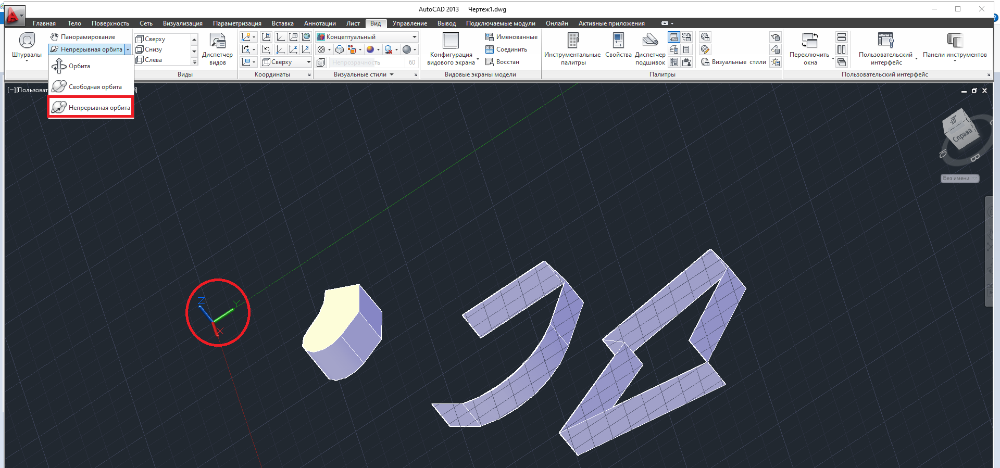 AutoCAD 2013 Чертеж1.dwg
Главная Тело Поверхность Сеть Визуализация Параметризация Вставка Аннотации Лист Вид Управление Вывод Подключаемые модули Онлайн Активные приложения
Штурвалы
Панорамирование
Непрерывная орбита
Орбита
Свободная орбита
Непрерывная орбита
Сверху
Снизу
Слева
Диспетчер
видов
Виды
Сверху
Координаты
Концептуальный
Непрозрачность 60
Визуальные стили
Конфигурация
видового экрана
Именованные
Соединить
Восстан
Видовые экраны модели
Инструментальные
палитры
Свойства
Диспетчер
подшивок
Визуальные стили
Палитры
Переключить
окна
Пользовательский
интерфейс
Панели инструментов
Пользовательский интерфейс
[−][Пользоват
Справа
Ю
В
Без имени
Z
Y
X